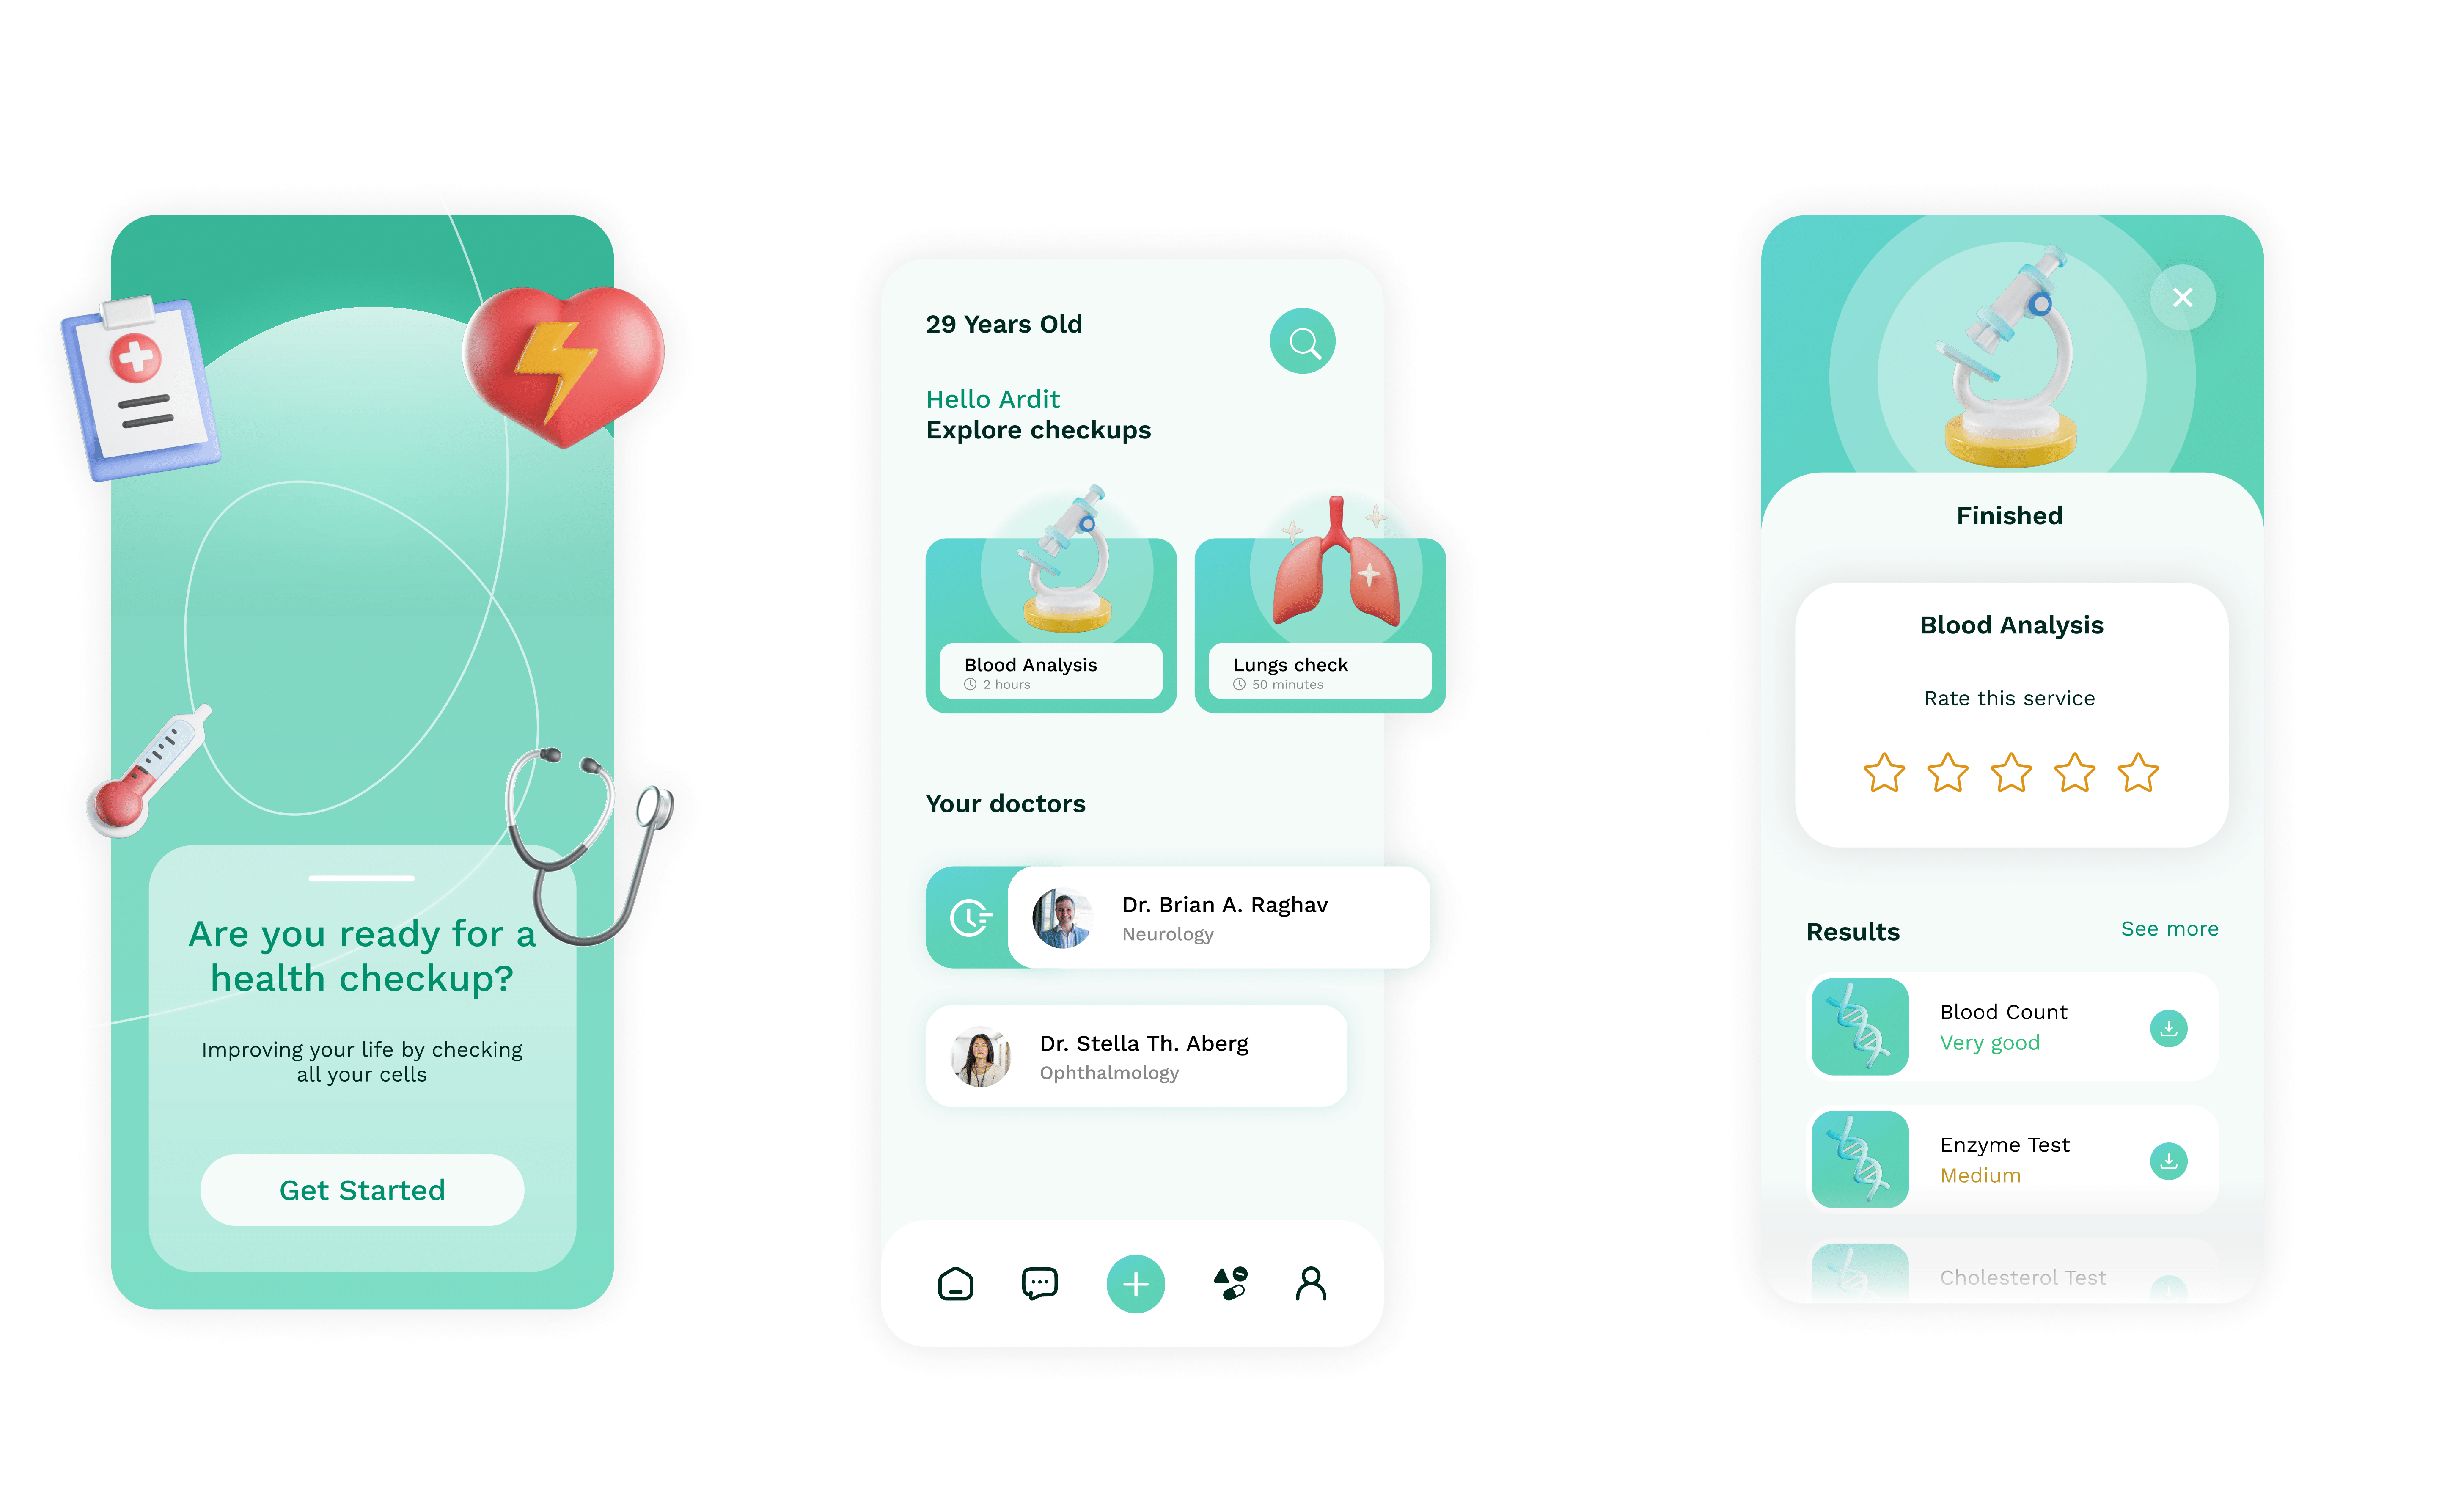 Are you ready for a
health checkup?
Improving your life by checking
all your cells
Get Started
29 Years Old
Hello Ardit
Explore checkups
Blood Analysis
2 hours
Lungs check
50 minutes
Your doctors
Dr. Brian A. Raghav
Neurology
Dr. Stella Th. Aberg
Ophthalmology
Finished
Blood Analysis
Rate this service
Results
See more
Blood Count
Very good
Enzyme Test
Medium
Cholesterol Test